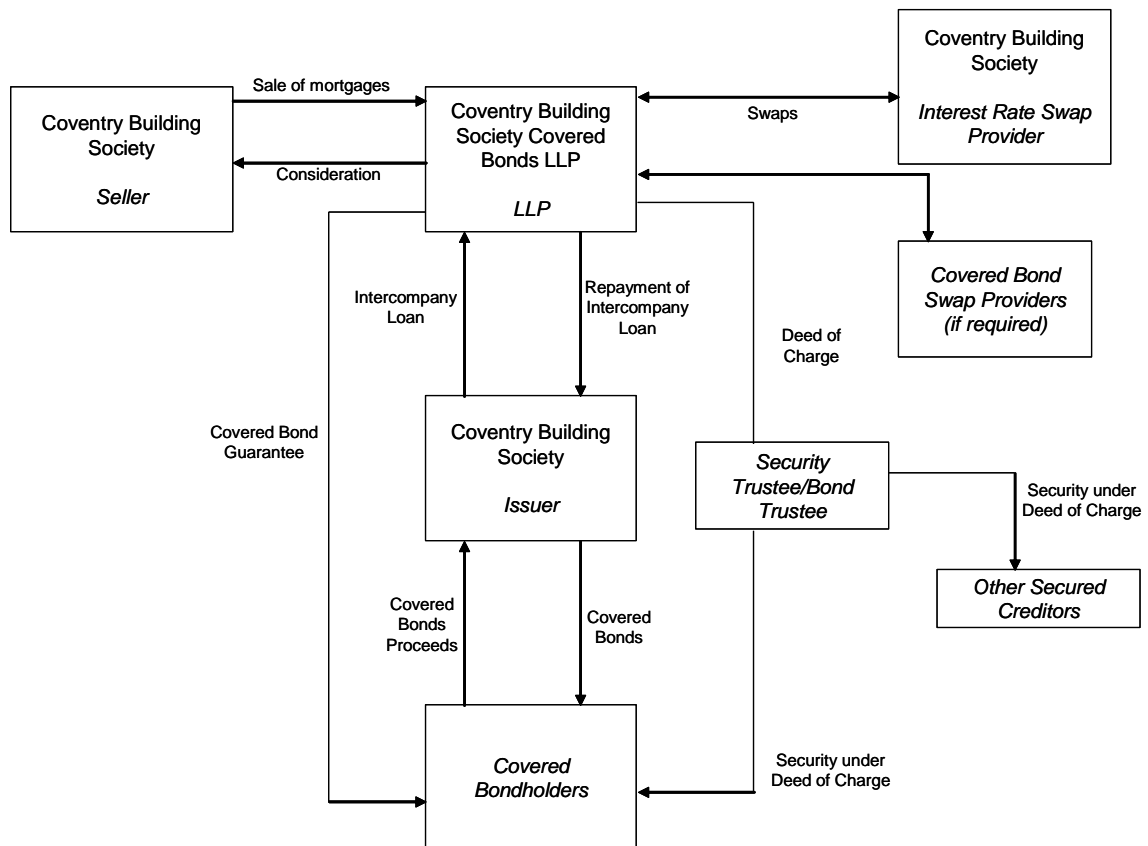 Coventry Building
Society
Interest Rate Swap
Provider
Sale of mortgages
Coventry Building
Society
Seller
Coventry Building
Society Covered
Bonds LLP
LLP
Swaps
Consideration
Covered Bond
Swap Providers
(if required)
Intercompany
Loan
Repayment of
Intercompany
Loan
Deed of
Charge
Covered Bond
Guarantee
Coventry Building
Society
Issuer
Security
Trustee/Bond
Trustee
Security under
Deed of Charge
Other Secured
Creditors
Covered
Bonds
Proceeds
Covered
Bonds
Covered
Bondholders
Security under
Deed of Charge